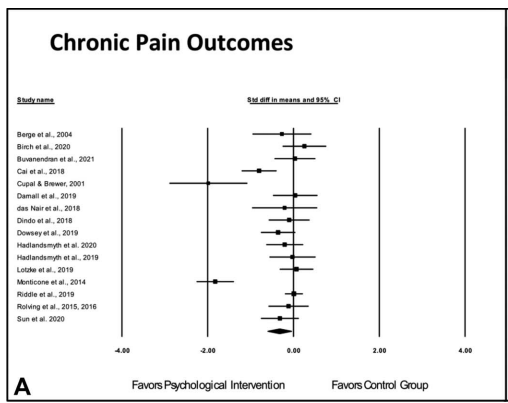 Chronic Pain Outcomes
Study name Std diff in means and 95% CI
Berge et al., 2004
Birch et al., 2020
Buvanendran et al., 2021
Cai et al., 2018
Cupal & Brewer, 2001
Darnall et al., 2019
das Nair et al., 2018
Dindo et al., 2018
Dowsey et al., 2019
Hadlandsmyth et al. 2020
Hadlandsmyth et al., 2019
Lotzke et al., 2019
Monticone et al., 2014
Riddle et al., 2019
Rolving et al., 2015, 2016
Sun et al. 2020
-4.00 -2.00 0.00 2.00 4.00
A Favors Psychological Intervention Favors Control Group